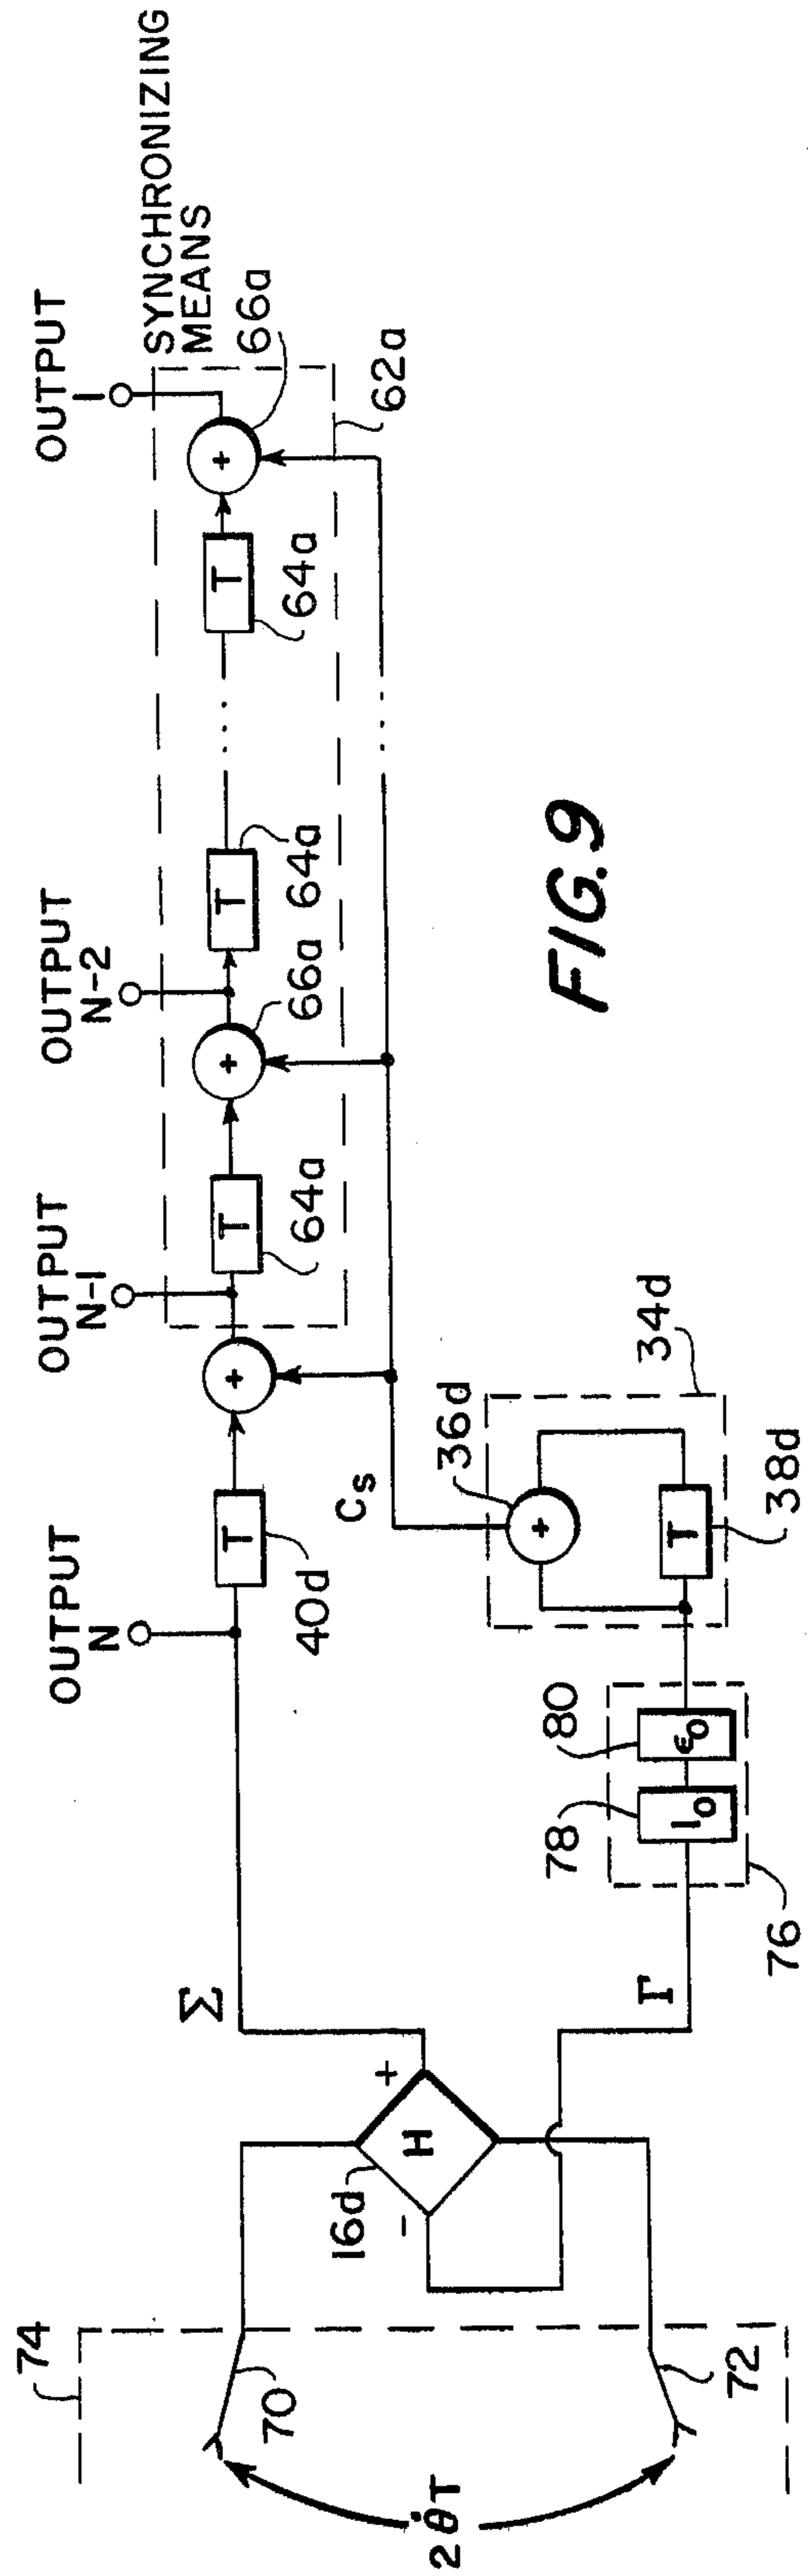 74
70
2θ̇T
72
16d
H
+
-
Σ
Γ
OUTPUT
N
T
40d
+
OUTPUT
N-1
T
64a
+
66a
OUTPUT
N-2
T
64a
...
T
64a
+
66a
OUTPUT
1
SYNCHRONIZING
MEANS
62a
...
Cs
36d
+
34d
T
38d
80
78
I0
ϵ0
76
FIG. 9